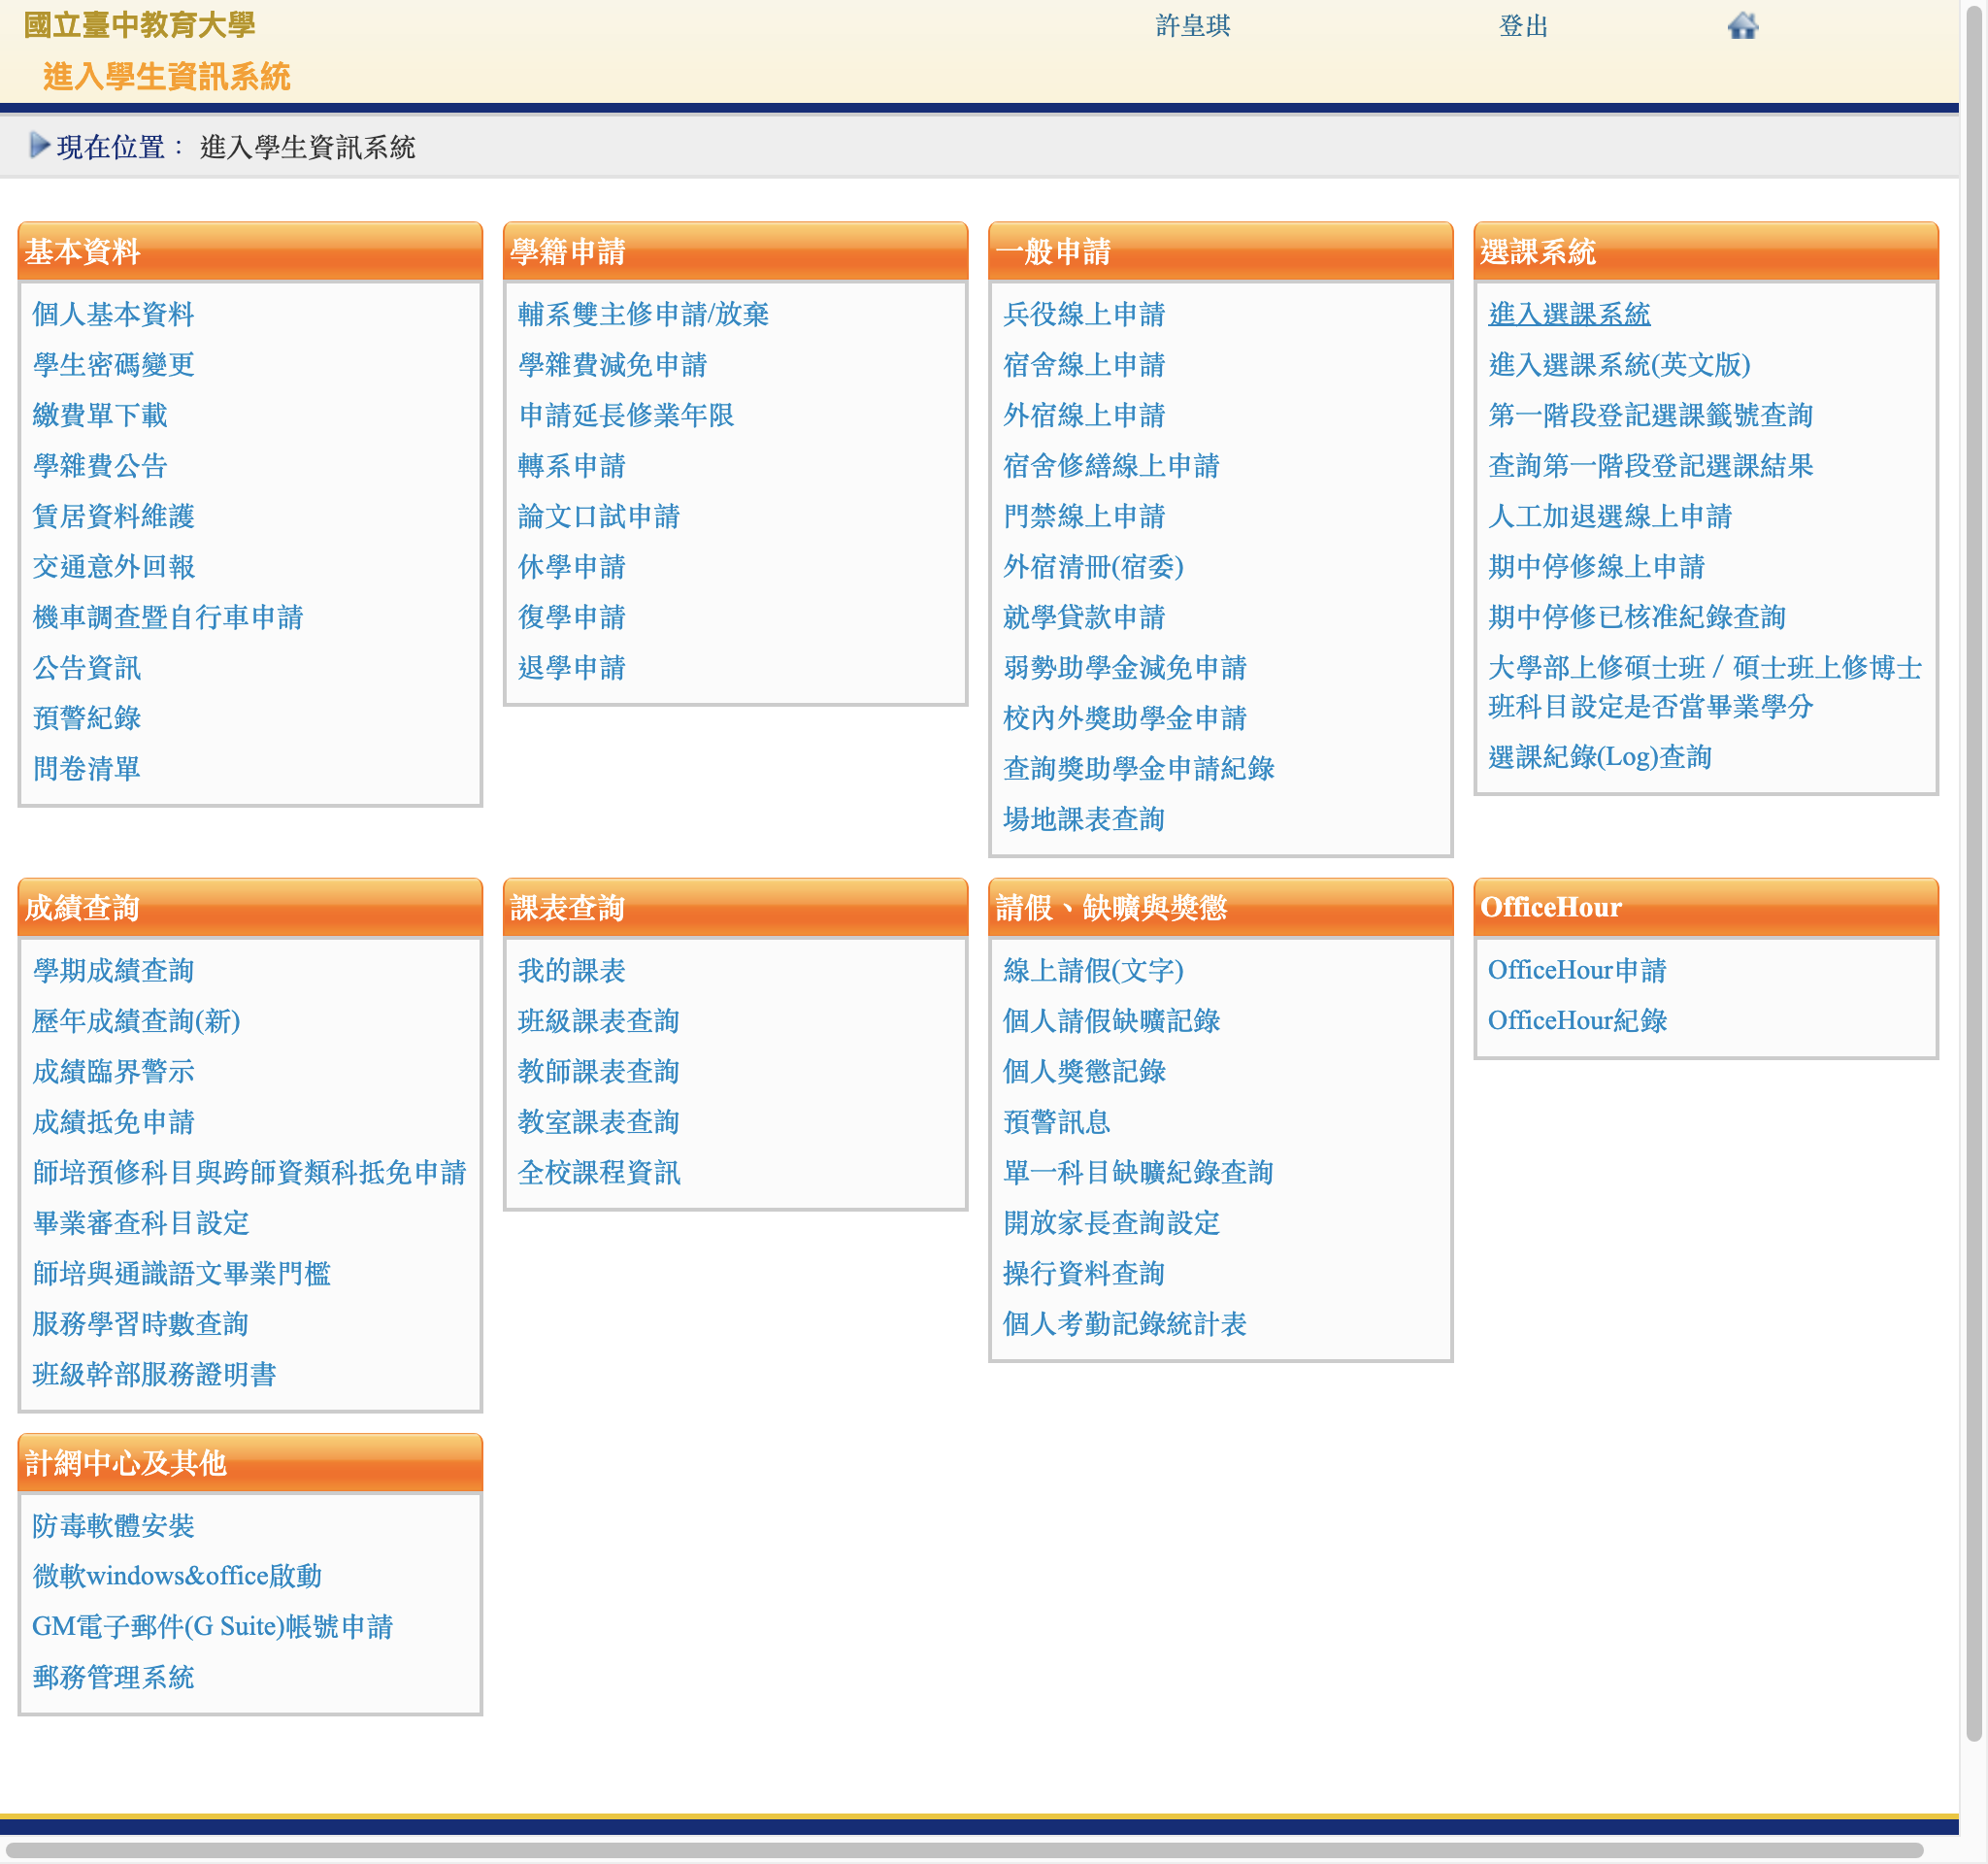 國立臺中教育大學
許皇琪
登出
進入學生資訊系統
現在位置： 進入學生資訊系統
基本資料
個人基本資料
學生密碼變更
繳費單下載
學雜費公告
賃居資料維護
交通意外回報
機車調查暨自行車申請
公告資訊
預警紀錄
問卷清單
學籍申請
輔系雙主修申請/放棄
學雜費減免申請
申請延長修業年限
轉系申請
論文口試申請
休學申請
復學申請
退學申請
一般申請
兵役線上申請
宿舍線上申請
外宿線上申請
宿舍修繕線上申請
門禁線上申請
外宿清冊(宿委)
就學貸款申請
弱勢助學金減免申請
校內外獎助學金申請
查詢獎助學金申請紀錄
場地課表查詢
選課系統
進入選課系統
進入選課系統(英文版)
第一階段登記選課籤號查詢
查詢第一階段登記選課結果
人工加退選線上申請
期中停修線上申請
期中停修已核准紀錄查詢
大學部上修碩士班 / 碩士班上修博士
班科目設定是否當畢業學分
選課紀錄(Log)查詢
成績查詢
學期成績查詢
歷年成績查詢(新)
成績臨界警示
成績抵免申請
師培預修科目與跨師資類科抵免申請
畢業審查科目設定
師培與通識語文畢業門檻
服務學習時數查詢
班級幹部服務證明書
課表查詢
我的課表
班級課表查詢
教師課表查詢
教室課表查詢
全校課程資訊
請假、缺曠與獎懲
線上請假(文字)
個人請假缺曠記錄
個人獎懲記錄
預警訊息
單一科目缺曠紀錄查詢
開放家長查詢設定
操行資料查詢
個人考勤記錄統計表
OfficeHour
OfficeHour申請
OfficeHour紀錄
計網中心及其他
防毒軟體安裝
微軟windows&office啟動
GM電子郵件(G Suite)帳號申請
郵務管理系統